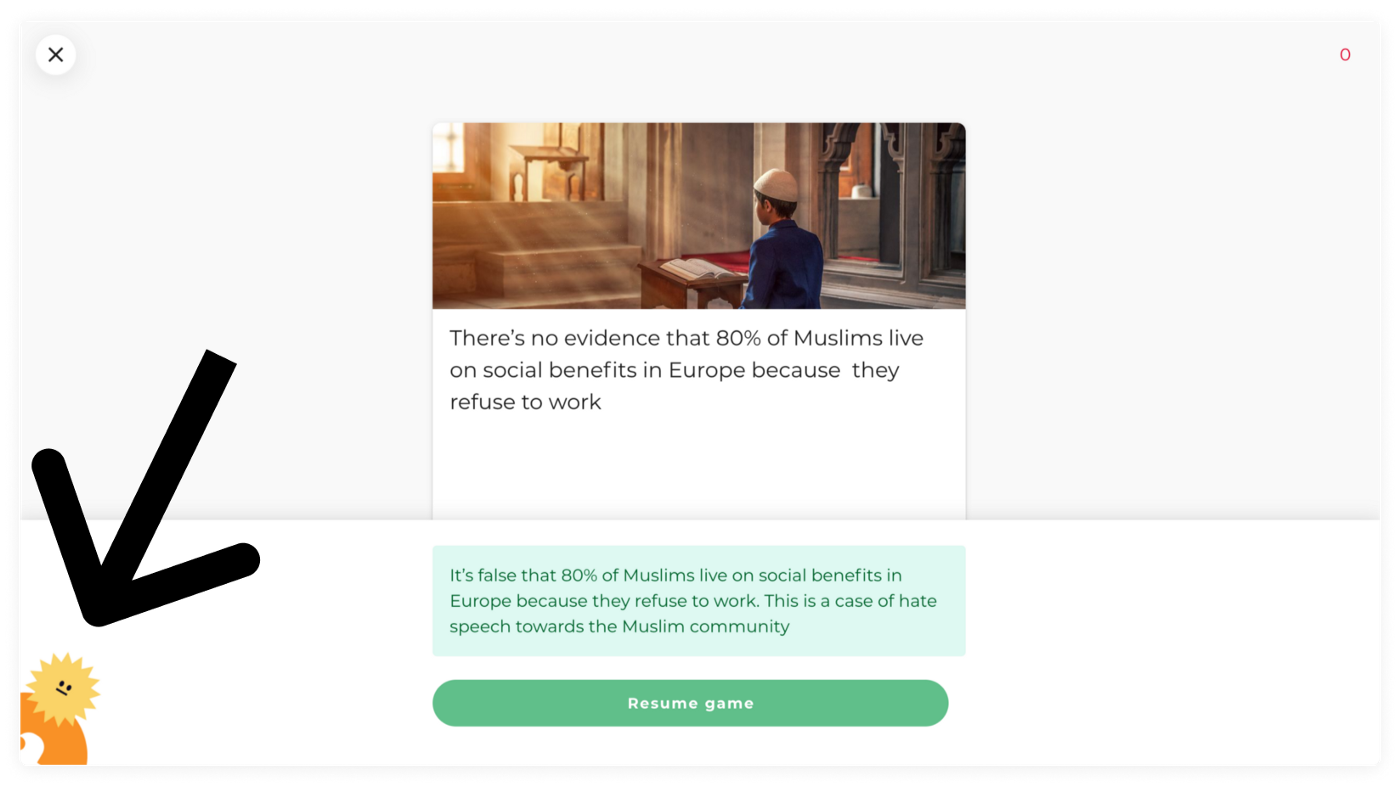 0
There’s no evidence that 80% of Muslims live
on social benefits in Europe because  they
refuse to work
It’s false that 80% of Muslims live on social benefits in
Europe because they refuse to work. This is a case of hate
speech towards the Muslim community
Resume game